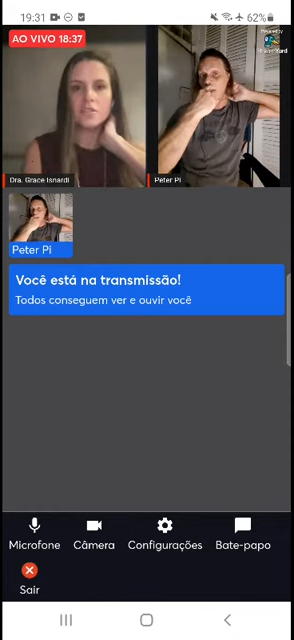 19:31
62%
AO VIVO 18:37
Dra. Grace Isnardi
Peter Pi
Peter Pi
Você está na transmissão!
Todos conseguem ver e ouvir você
Microfone
Câmera
Configurações
Bate-papo
Sair